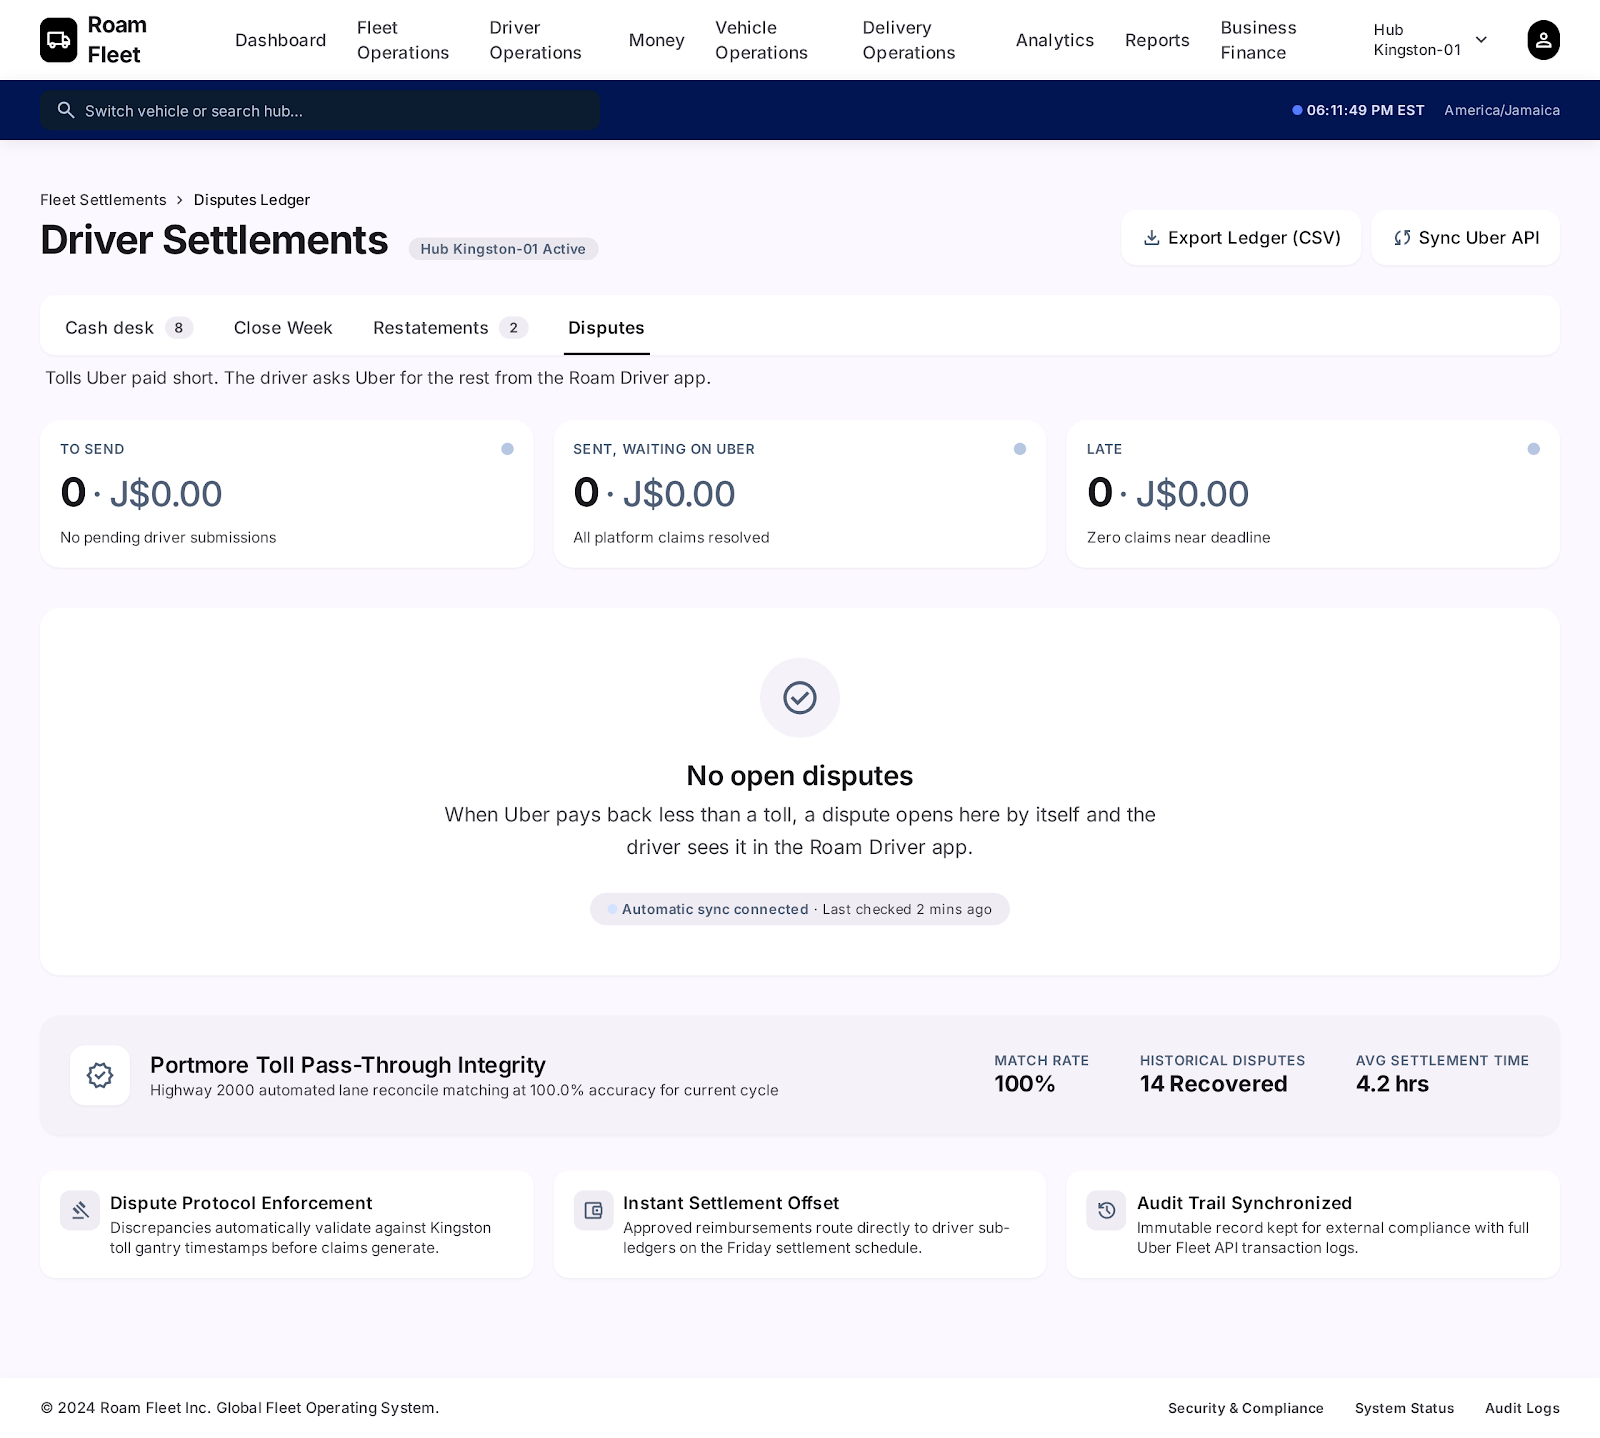 Roam
Fleet
Dashboard
Fleet
Operations
Driver
Operations
Money
Vehicle
Operations
Delivery
Operations
Analytics
Reports
Business
Finance
Hub
Kingston-01
Switch vehicle or search hub...
06:11:49 PM EST
America/Jamaica
Fleet Settlements > Disputes Ledger
Driver Settlements
Hub Kingston-01 Active
Export Ledger (CSV)
Sync Uber API
Cash desk 8
Close Week
Restatements 2
Disputes
Tolls Uber paid short. The driver asks Uber for the rest from the Roam Driver app.
TO SEND
0 · J$0.00
No pending driver submissions
SENT, WAITING ON UBER
0 · J$0.00
All platform claims resolved
LATE
0 · J$0.00
Zero claims near deadline
No open disputes
When Uber pays back less than a toll, a dispute opens here by itself and the
driver sees it in the Roam Driver app.
Automatic sync connected · Last checked 2 mins ago
Portmore Toll Pass-Through Integrity
Highway 2000 automated lane reconcile matching at 100.0% accuracy for current cycle
MATCH RATE
100%
HISTORICAL DISPUTES
14 Recovered
AVG SETTLEMENT TIME
4.2 hrs
Dispute Protocol Enforcement
Discrepancies automatically validate against Kingston
toll gantry timestamps before claims generate.
Instant Settlement Offset
Approved reimbursements route directly to driver sub-
ledgers on the Friday settlement schedule.
Audit Trail Synchronized
Immutable record kept for external compliance with full
Uber Fleet API transaction logs.
© 2024 Roam Fleet Inc. Global Fleet Operating System.
Security & Compliance
System Status
Audit Logs